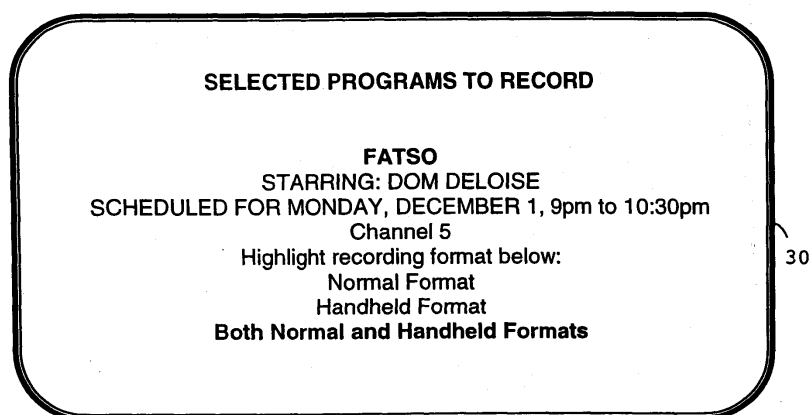 SELECTED PROGRAMS TO RECORD
FATSO
STARRING: DOM DELOISE
SCHEDULED FOR MONDAY, DECEMBER 1, 9pm to 10:30pm
Channel 5
Highlight recording format below:
Normal Format
Handheld Format
Both Normal and Handheld Formats
30